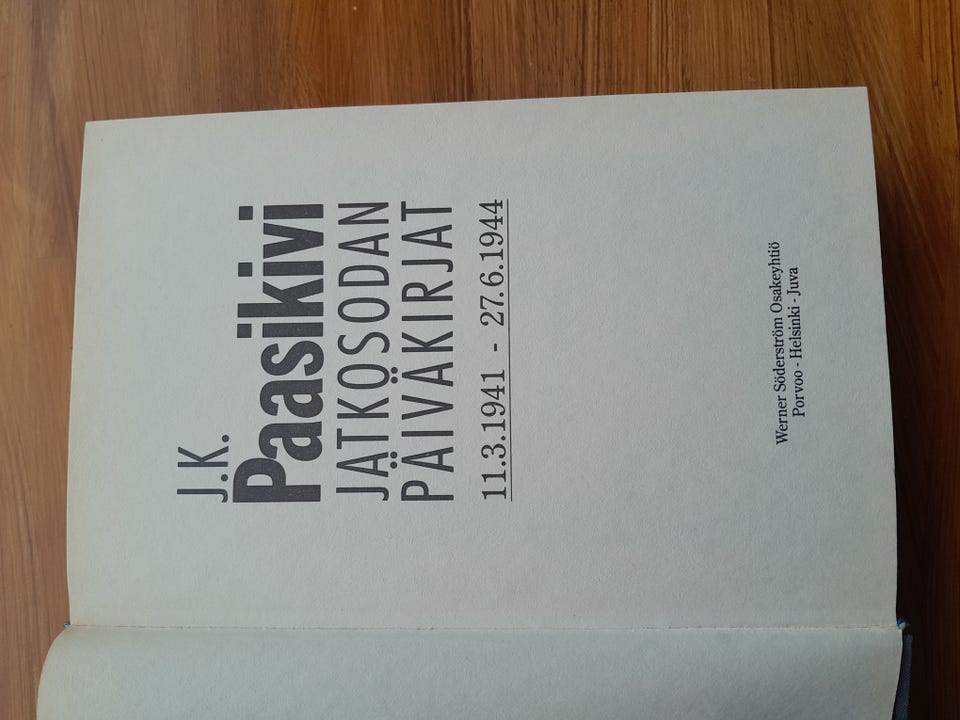 J.K.
Paasikivi
JATKOSODAN
PÄIVÄKIRJAT
11.3.1941 - 27.6.1944
Werner Söderström Osakeyhtiö
Porvoo - Helsinki - Juva